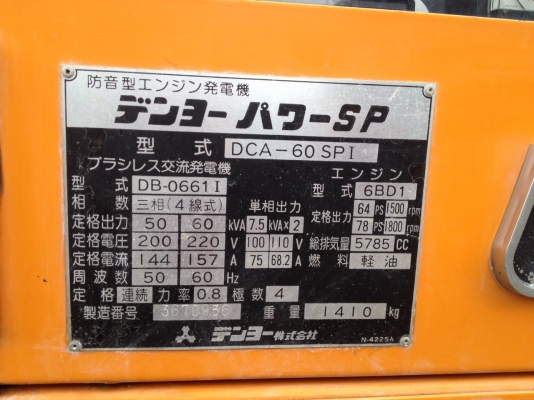 防音型エンジン発電機
デンヨー パワーSP
型式 DCA-60SPI
ブラシレス交流発電機 エンジン
型式 DB-0661I 型式 6BD1
相数 三相(4線式) 単相出力 定格出力 64 PS 1500 rpm
定格出力 50 60 kVA 7.5 kVA×2 78 PS 1800 rpm
定格電圧 200 220 V 100 110 V 総排気量 5785 CC
定格電流 144 157 A 75 68.2 A 燃料 軽油
周波数 50 60 Hz
定格 連続 力率 0.8 極数 4
製造番号 重量 1410 kg
デンヨー株式会社
N-4225A